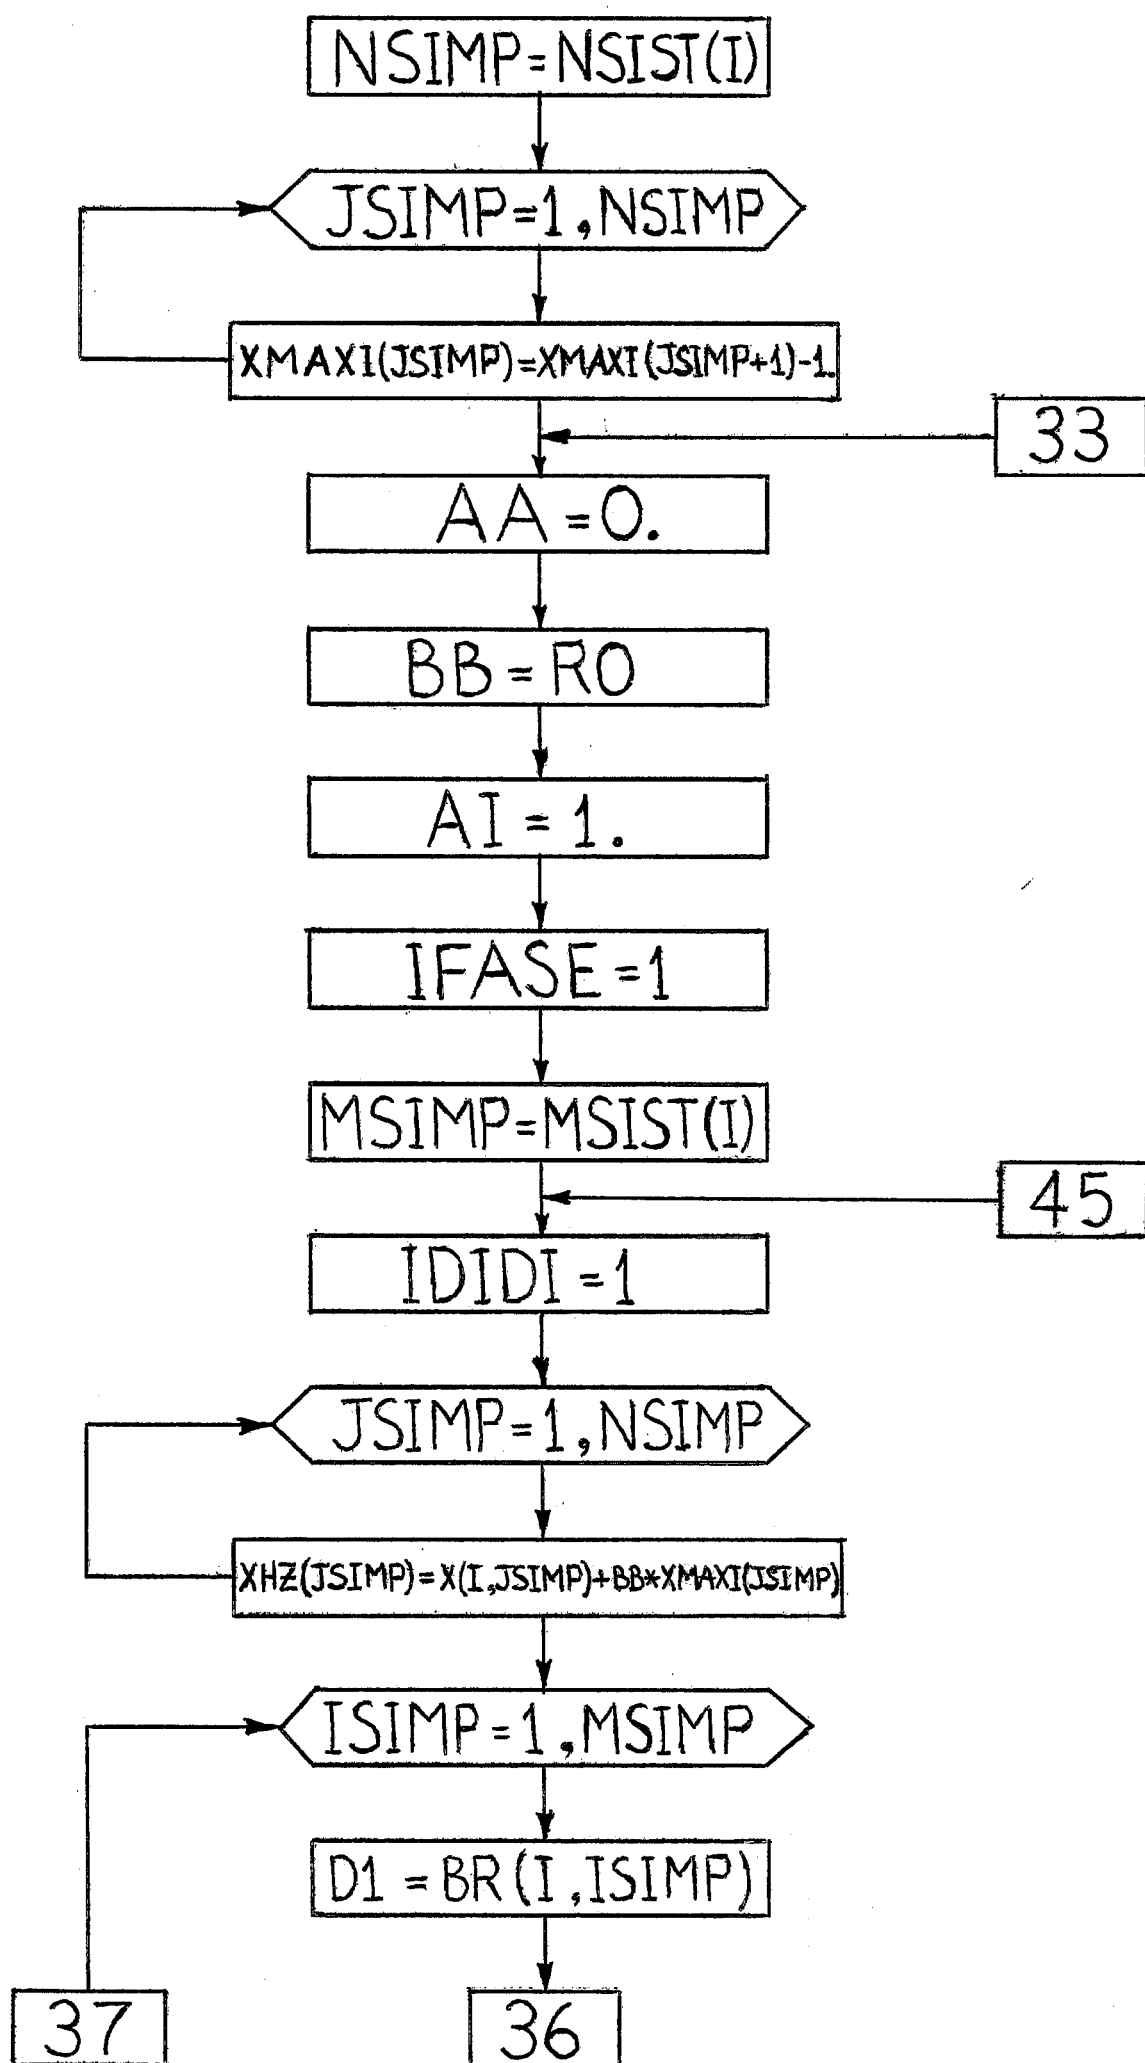 NSIMP=NSIST(I)
JSIMP=1,NSIMP
XMAXI(JSIMP)=XMAXI(JSIMP+1)-1.
33
AA=0.
BB=RO
AI=1.
IFASE=1
MSIMP=MSIST(I)
45
IDIDI=1
JSIMP=1,NSIMP
XHZ(JSIMP)=X(I,JSIMP)+BB*XMAXI(JSIMP)
ISIMP=1,MSIMP
D1=BR(I,ISIMP)
37
36